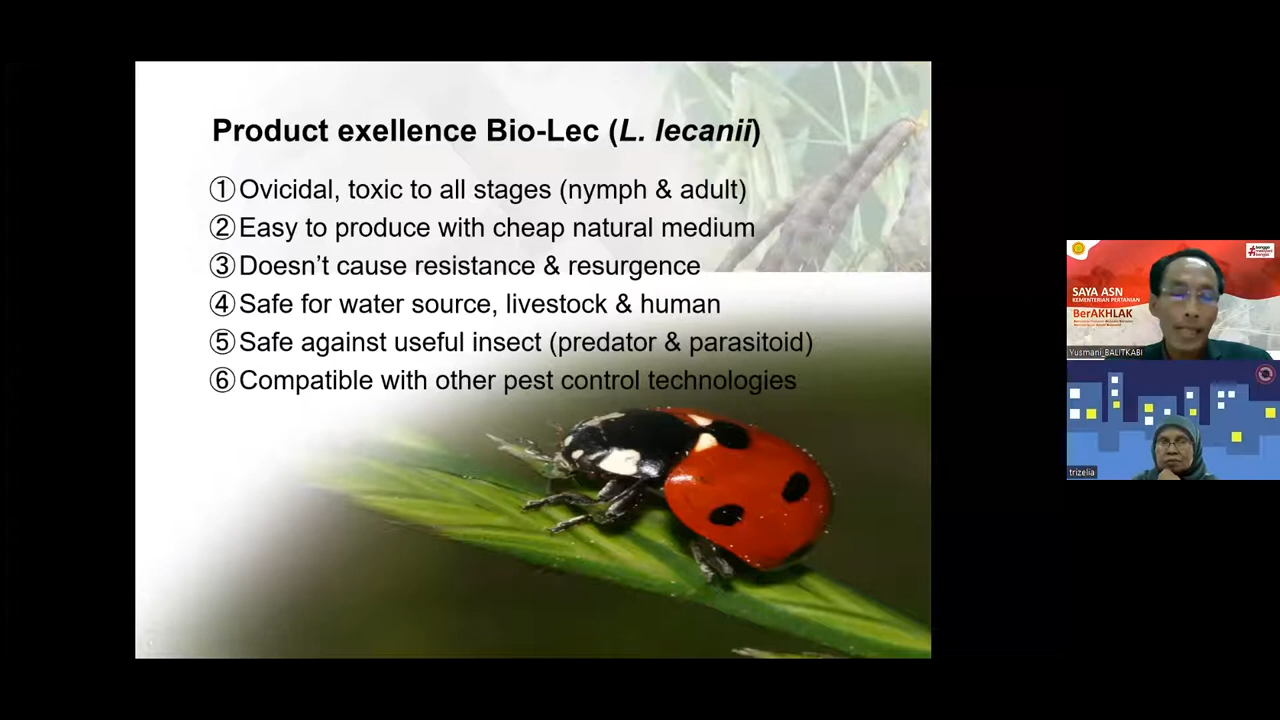 Product exellence Bio-Lec (L. lecanii)
①Ovicidal, toxic to all stages (nymph & adult)
②Easy to produce with cheap natural medium
③Doesn’t cause resistance & resurgence
④Safe for water source, livestock & human
⑤Safe against useful insect (predator & parasitoid)
⑥Compatible with other pest control technologies
SAYA ASN
KEMENTERIAN PERTANIAN
BerAKHLAK
Yusmani_BALITKABI
trizelia